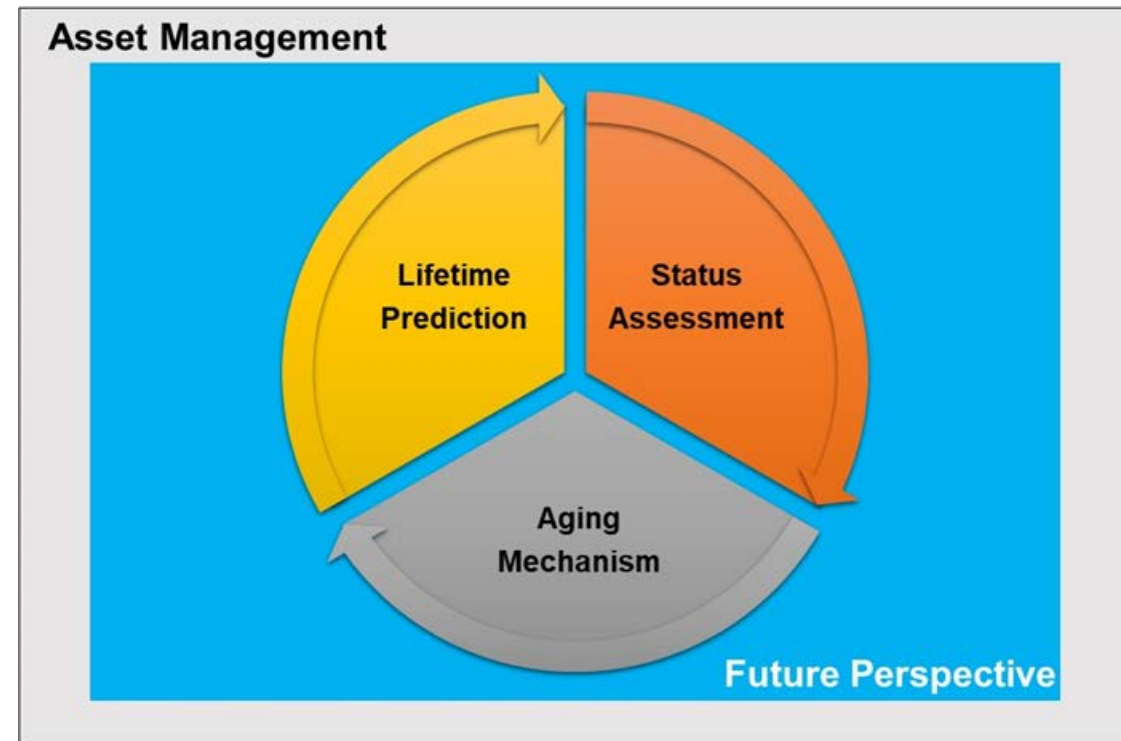 Asset Management
Lifetime
Prediction
Status
Assessment
Aging
Mechanism
Future Perspective